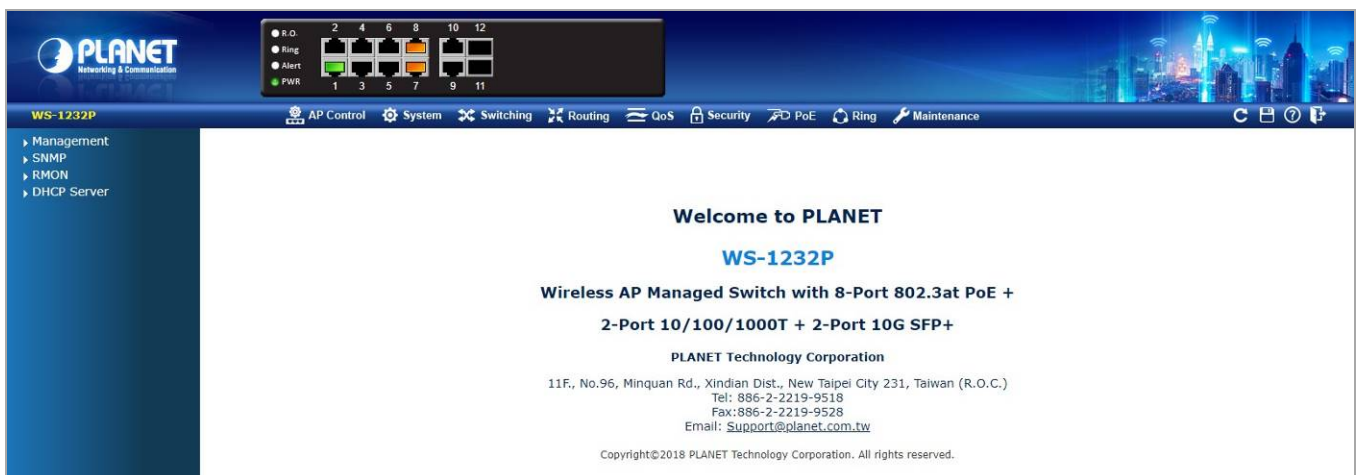 PLANET
Networking & Communication
R.O.
Ring
Alert
PWR
2 4 6 8 10 12
1 3 5 7 9 11
WS-1232P
AP Control System Switching Routing QoS Security PoE Ring Maintenance
Management
SNMP
RMON
DHCP Server
Welcome to PLANET
WS-1232P
Wireless AP Managed Switch with 8-Port 802.3at PoE +
2-Port 10/100/1000T + 2-Port 10G SFP+
PLANET Technology Corporation
11F., No.96, Minquan Rd., Xindian Dist., New Taipei City 231, Taiwan (R.O.C.)
Tel: 886-2-2219-9518
Fax:886-2-2219-9528
Email: Support@planet.com.tw
Copyright©2018 PLANET Technology Corporation. All rights reserved.